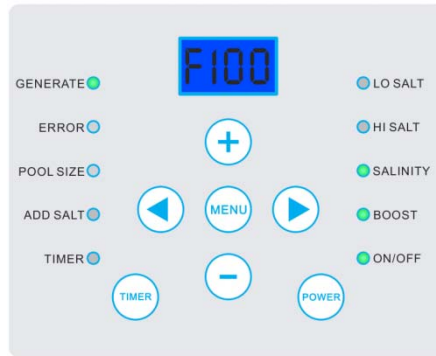 F100
GENERATE
LO SALT
ERROR
+
HI SALT
POOL SIZE
SALINITY
MENU
ADD SALT
BOOST
TIMER
−
ON/OFF
TIMER
POWER